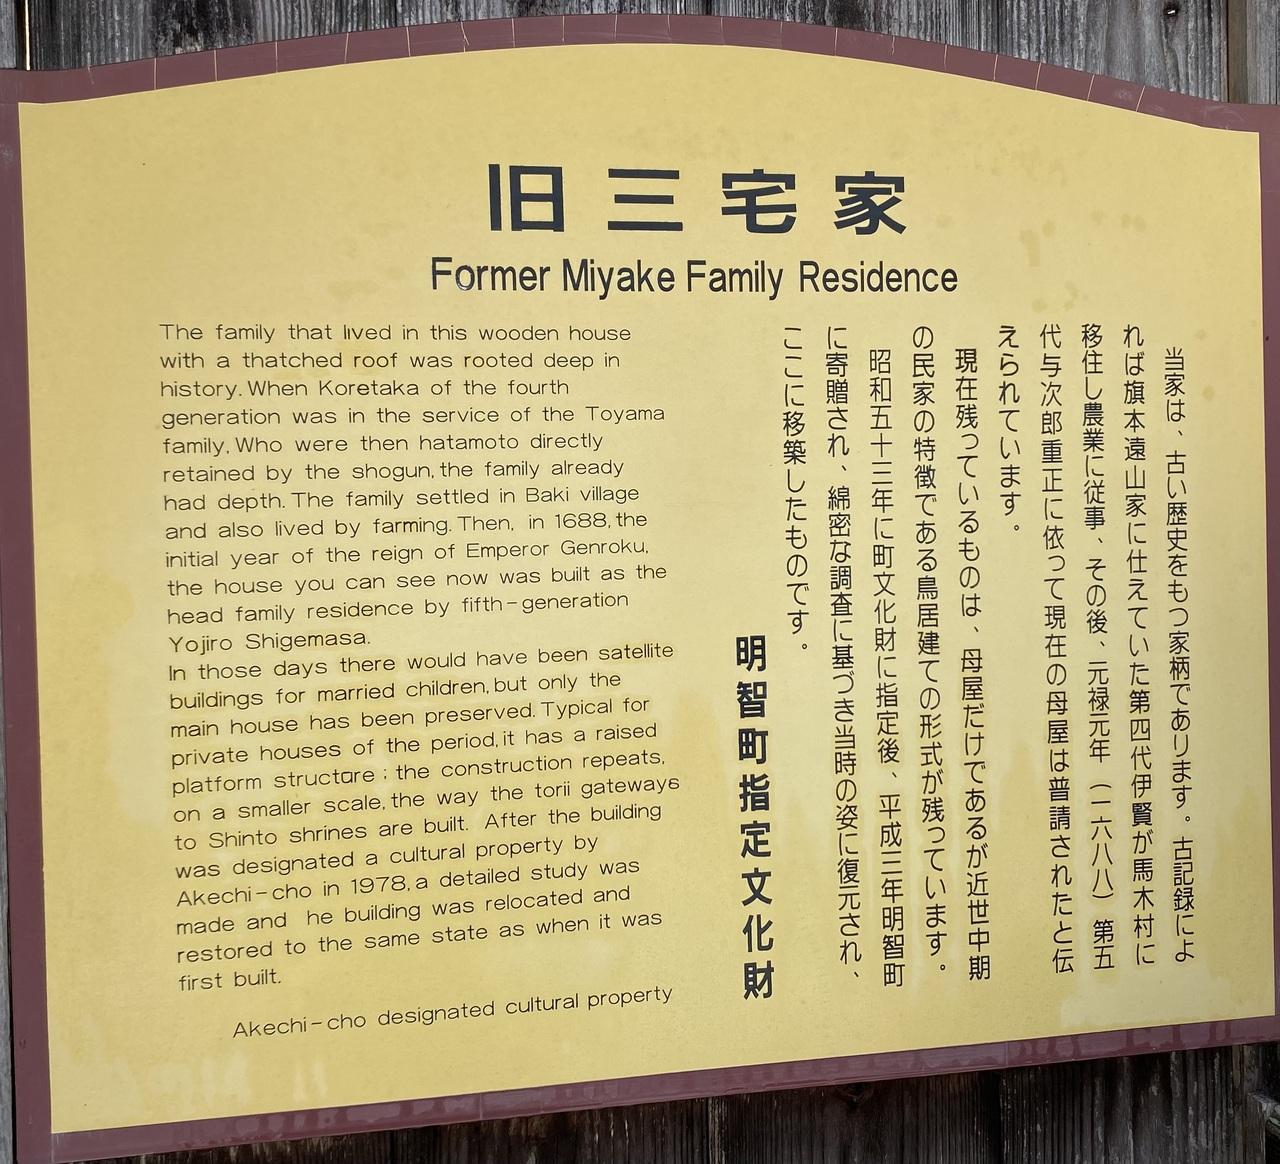 旧三宅家
Former Miyake Family Residence
The family that lived in this wooden house
with a thatched roof was rooted deep in
history. When Koretaka of the fourth
generation was in the service of the Toyama
family, Who were then hatamoto directly
retained by the shogun, the family already
had depth. The family settled in Baki village
and also lived by farming. Then, in 1688, the
initial year of the reign of Emperor Genroku,
the house you can see now was built as the
head family residence by fifth-generation
Yojiro Shigemasa.
In those days there would have been satellite
buildings for married children, but only the
main house has been preserved. Typical for
private houses of the period, it has a raised
platform structure ; the construction repeats,
on a smaller scale, the way the torii gateways
to Shinto shrines are built. After the building
was designated a cultural property by
Akechi-cho in 1978, a detailed study was
made and he building was relocated and
restored to the same state as when it was
first built.
Akechi-cho designated cultural property
当家は、古い歴史をもつ家柄であります。古記録によ
れば旗本遠山家に仕えていた第四代伊賢が馬木村に
移住し農業に従事、その後、元禄元年（一六八八）第五
代与次郎重正に依って現在の母屋は普請されたと伝
えられています。
現在残っているものは、母屋だけであるが近世中期
の民家の特徴である鳥居建ての形式が残っています。
昭和五十三年に町文化財に指定後、平成三年明智町
に寄贈され、綿密な調査に基づき当時の姿に復元され、
ここに移築したものです。
明智町指定文化財